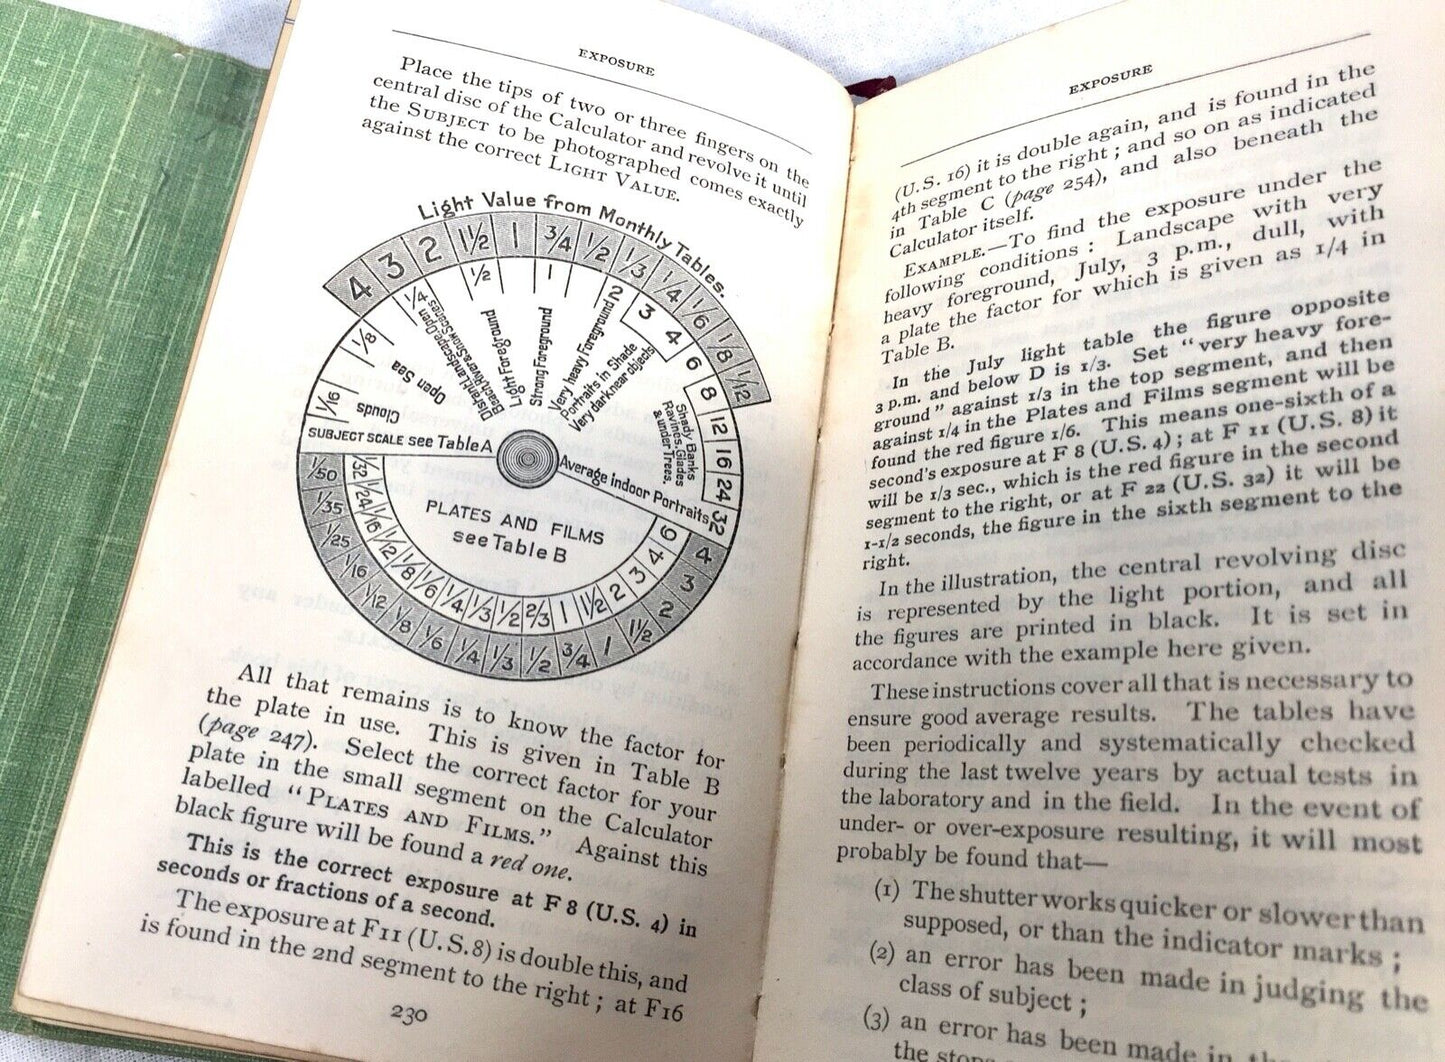 EXPOSURE
Place the tips of two or three fingers on the
central disc of the Calculator and revolve it until
the SUBJECT to be photographed comes exactly
against the correct LIGHT VALUE.
Light Value from Monthly Tables.
4 3 2 1½ 1 3/4 1/2 1/3 1/4 1/6 1/8 1/12
1/16 1/8 1/4 1/2 1 2 3 4 6 8 12 16 24 32
Clouds
Open Sea
Distant Landscape Open
Beach Rivers & Snow Scenes
Light Foreground
Strong Foreground
Very heavy Foreground
Portraits in Shade
Very dark near objects
Shady Banks
Ravines, Glades
& under Trees.
Average indoor Portraits
SUBJECT SCALE see Table A
PLATES AND FILMS
see Table B
1/32 1/24 1/16 1/12 1/8 1/6 1/4 1/3 1/2 2/3 1 1½ 2 3 4 6
1/50 1/35 1/25 1/16 1/12 1/8 1/6 1/4 1/3 1/2 3/4 1 1½ 2 3 4
All that remains is to know the factor for
the plate in use. This is given in Table B
(page 247). Select the correct factor for your
plate in the small segment on the Calculator
labelled "PLATES AND FILMS." Against this
black figure will be found a red one.
This is the correct exposure at F 8 (U.S. 4) in
seconds or fractions of a second.
The exposure at F11 (U.S.8) is double this, and
is found in the 2nd segment to the right; at F16
230
EXPOSURE
(U.S. 16) it is double again, and is found in the
4th segment to the right; and so on as indicated
in Table C (page 254), and also beneath the
Calculator itself.
EXAMPLE.—To find the exposure under the
following conditions: Landscape with very
heavy foreground, July, 3 p.m., dull, with
a plate the factor for which is given as 1/4 in
Table B.
In the July light table the figure opposite
3 p.m. and below D is 1/3. Set "very heavy fore-
ground" against 1/3 in the top segment, and then
against 1/4 in the Plates and Films segment will be
found the red figure 1/6. This means one-sixth of a
second's exposure at F 8 (U.S. 4); at F 11 (U.S. 8) it
will be 1/3 sec., which is the red figure in the second
segment to the right, or at F 22 (U.S. 32) it will be
1-1/2 seconds, the figure in the sixth segment to the
right.
In the illustration, the central revolving disc
is represented by the light portion, and all
the figures are printed in black. It is set in
accordance with the example here given.
These instructions cover all that is necessary to
ensure good average results. The tables have
been periodically and systematically checked
during the last twelve years by actual tests in
the laboratory and in the field. In the event of
under- or over-exposure resulting, it will most
probably be found that—
(1) The shutter works quicker or slower than
supposed, or than the indicator marks;
(2) an error has been made in judging the
class of subject;
(3) an error has been made in the
the stops